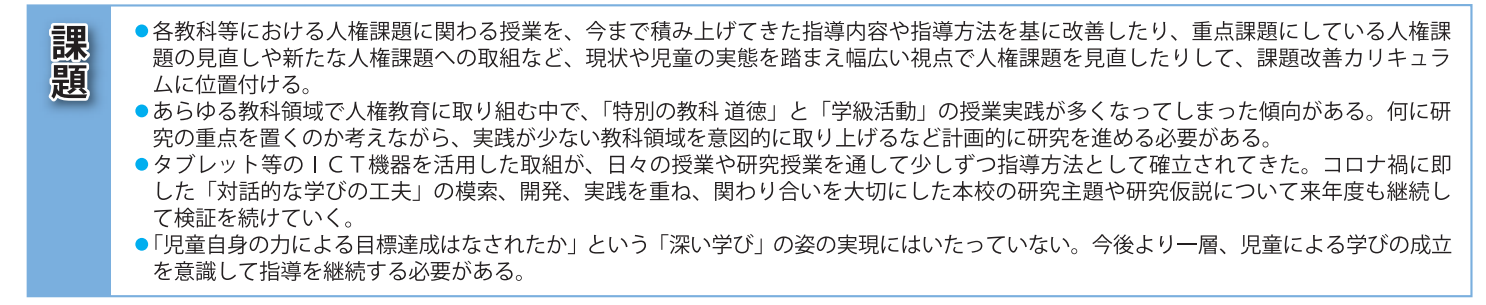 課題
●各教科等における人権課題に関わる授業を、今まで積み上げてきた指導内容や指導方法を基に改善したり、重点課題にしている人権課
題の見直しや新たな人権課題への取組など、現状や児童の実態を踏まえ幅広い視点で人権課題を見直したりして、課題改善カリキュラ
ムに位置付ける。
●あらゆる教科領域で人権教育に取り組む中で、「特別の教科 道徳」と「学級活動」の授業実践が多くなってしまった傾向がある。何に研
究の重点を置くのか考えながら、実践が少ない教科領域を意図的に取り上げるなど計画的に研究を進める必要がある。
●タブレット等のＩＣＴ機器を活用した取組が、日々の授業や研究授業を通して少しずつ指導方法として確立されてきた。コロナ禍に即
した「対話的な学びの工夫」の模索、開発、実践を重ね、関わり合いを大切にした本校の研究主題や研究仮説について来年度も継続し
て検証を続けていく。
●「児童自身の力による目標達成はなされたか」という「深い学び」の姿の実現にはいたっていない。今後より一層、児童による学びの成立
を意識して指導を継続する必要がある。